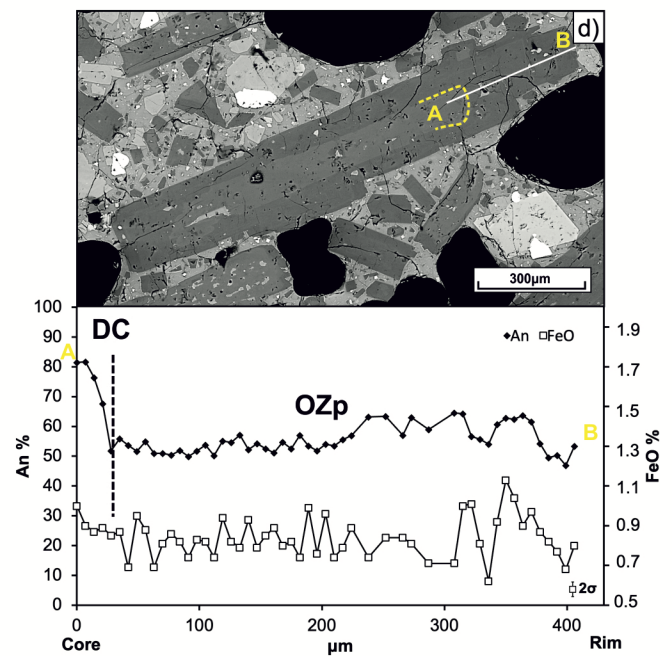 d)
B
A
300µm
DC
An FeO
A
OZp
B
An %
100
90
80
70
60
50
40
30
20
10
0
FeO %
1.9
1.7
1.5
1.3
1.1
0.9
0.7
0.5
2σ
0 100 200 300 400
Core µm Rim